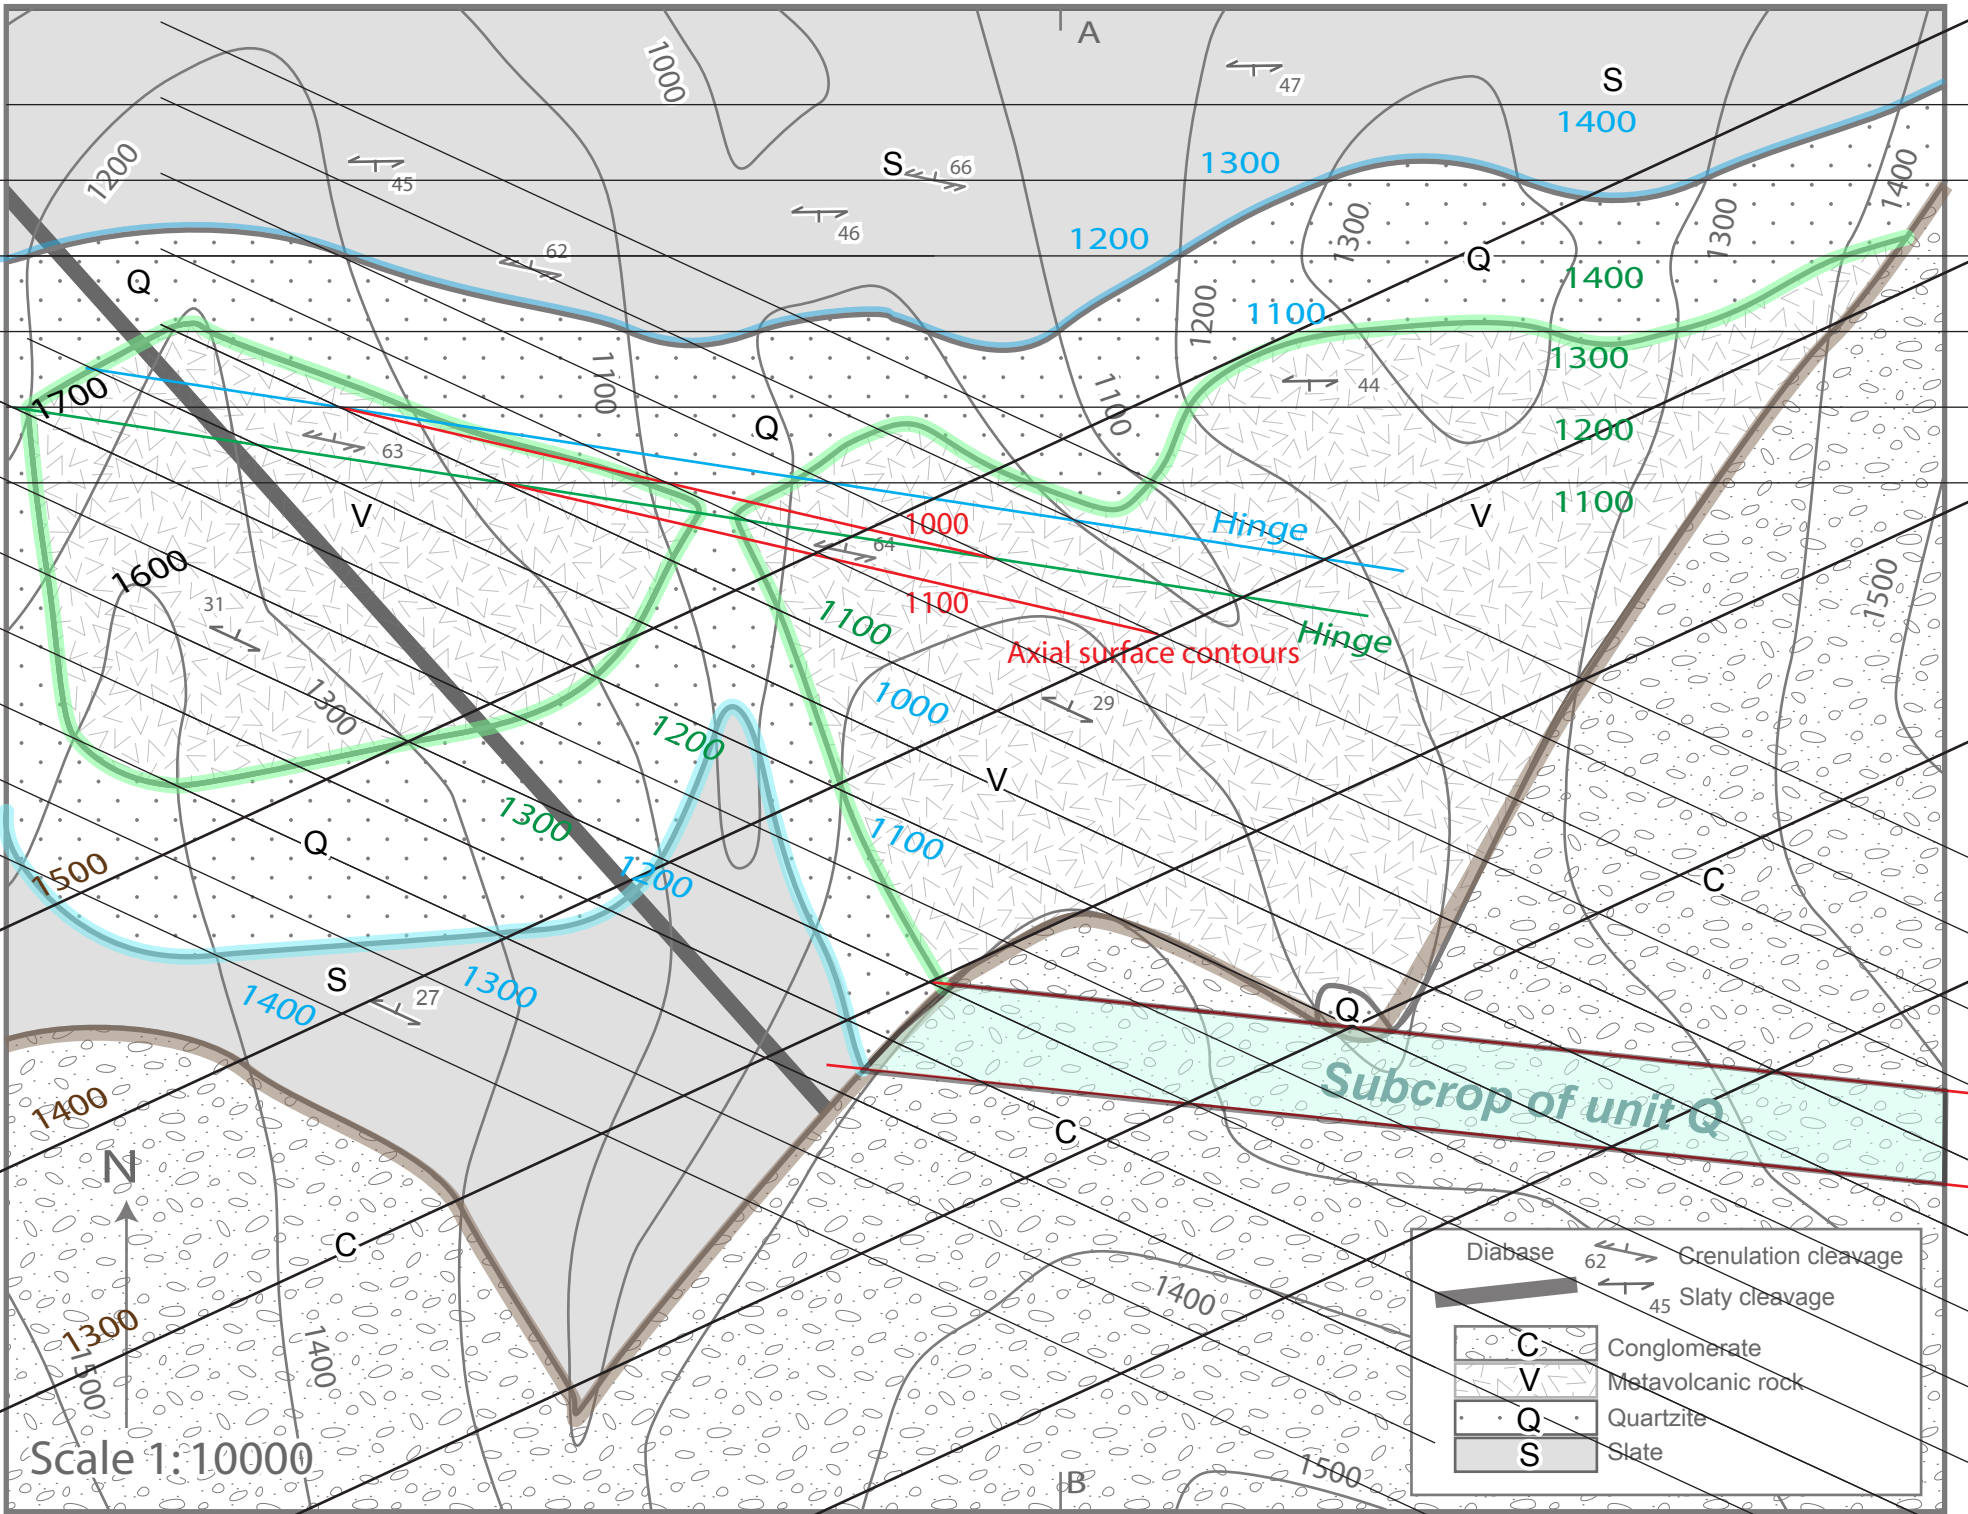 A
1000
47
S
1400
1200
45
S
66
1300
1400
46
62
1200
1300
1300
Q
Q
1400
1200
1100
1300
1100
1700
1100
44
Q
1200
63
1100
V
1000
Hinge
V
64
1600
1100
1100
1500
31
Hinge
Axial surface contours
1300
1000
29
1200
V
1300
1100
Q
1500
1200
C
S
1300
27
1400
Q
Subcrop of unit Q
1400
C
N
C
1300
1500
1400
1400
1500
B
Scale 1:10000
Diabase
62
Crenulation cleavage
45
Slaty cleavage
C
Conglomerate
V
Metavolcanic rock
Q
Quartzite
S
Slate